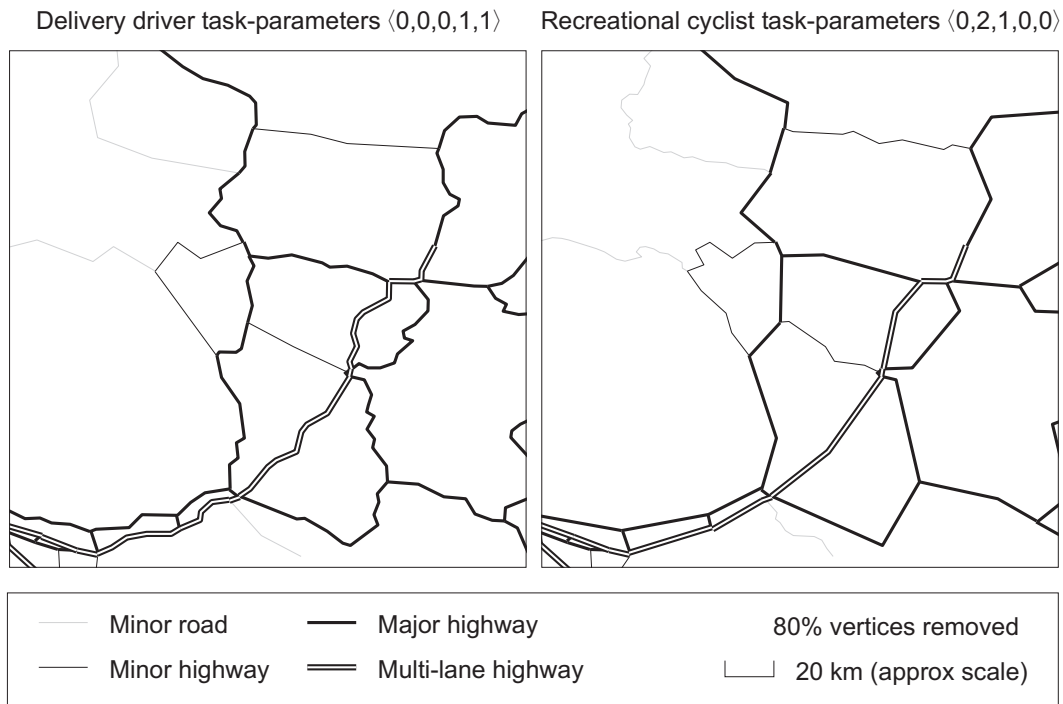 Delivery driver task-parameters ⟨0,0,0,1,1⟩
Recreational cyclist task-parameters ⟨0,2,1,0,0⟩
Minor road
Major highway
80% vertices removed
Minor highway
Multi-lane highway
20 km (approx scale)